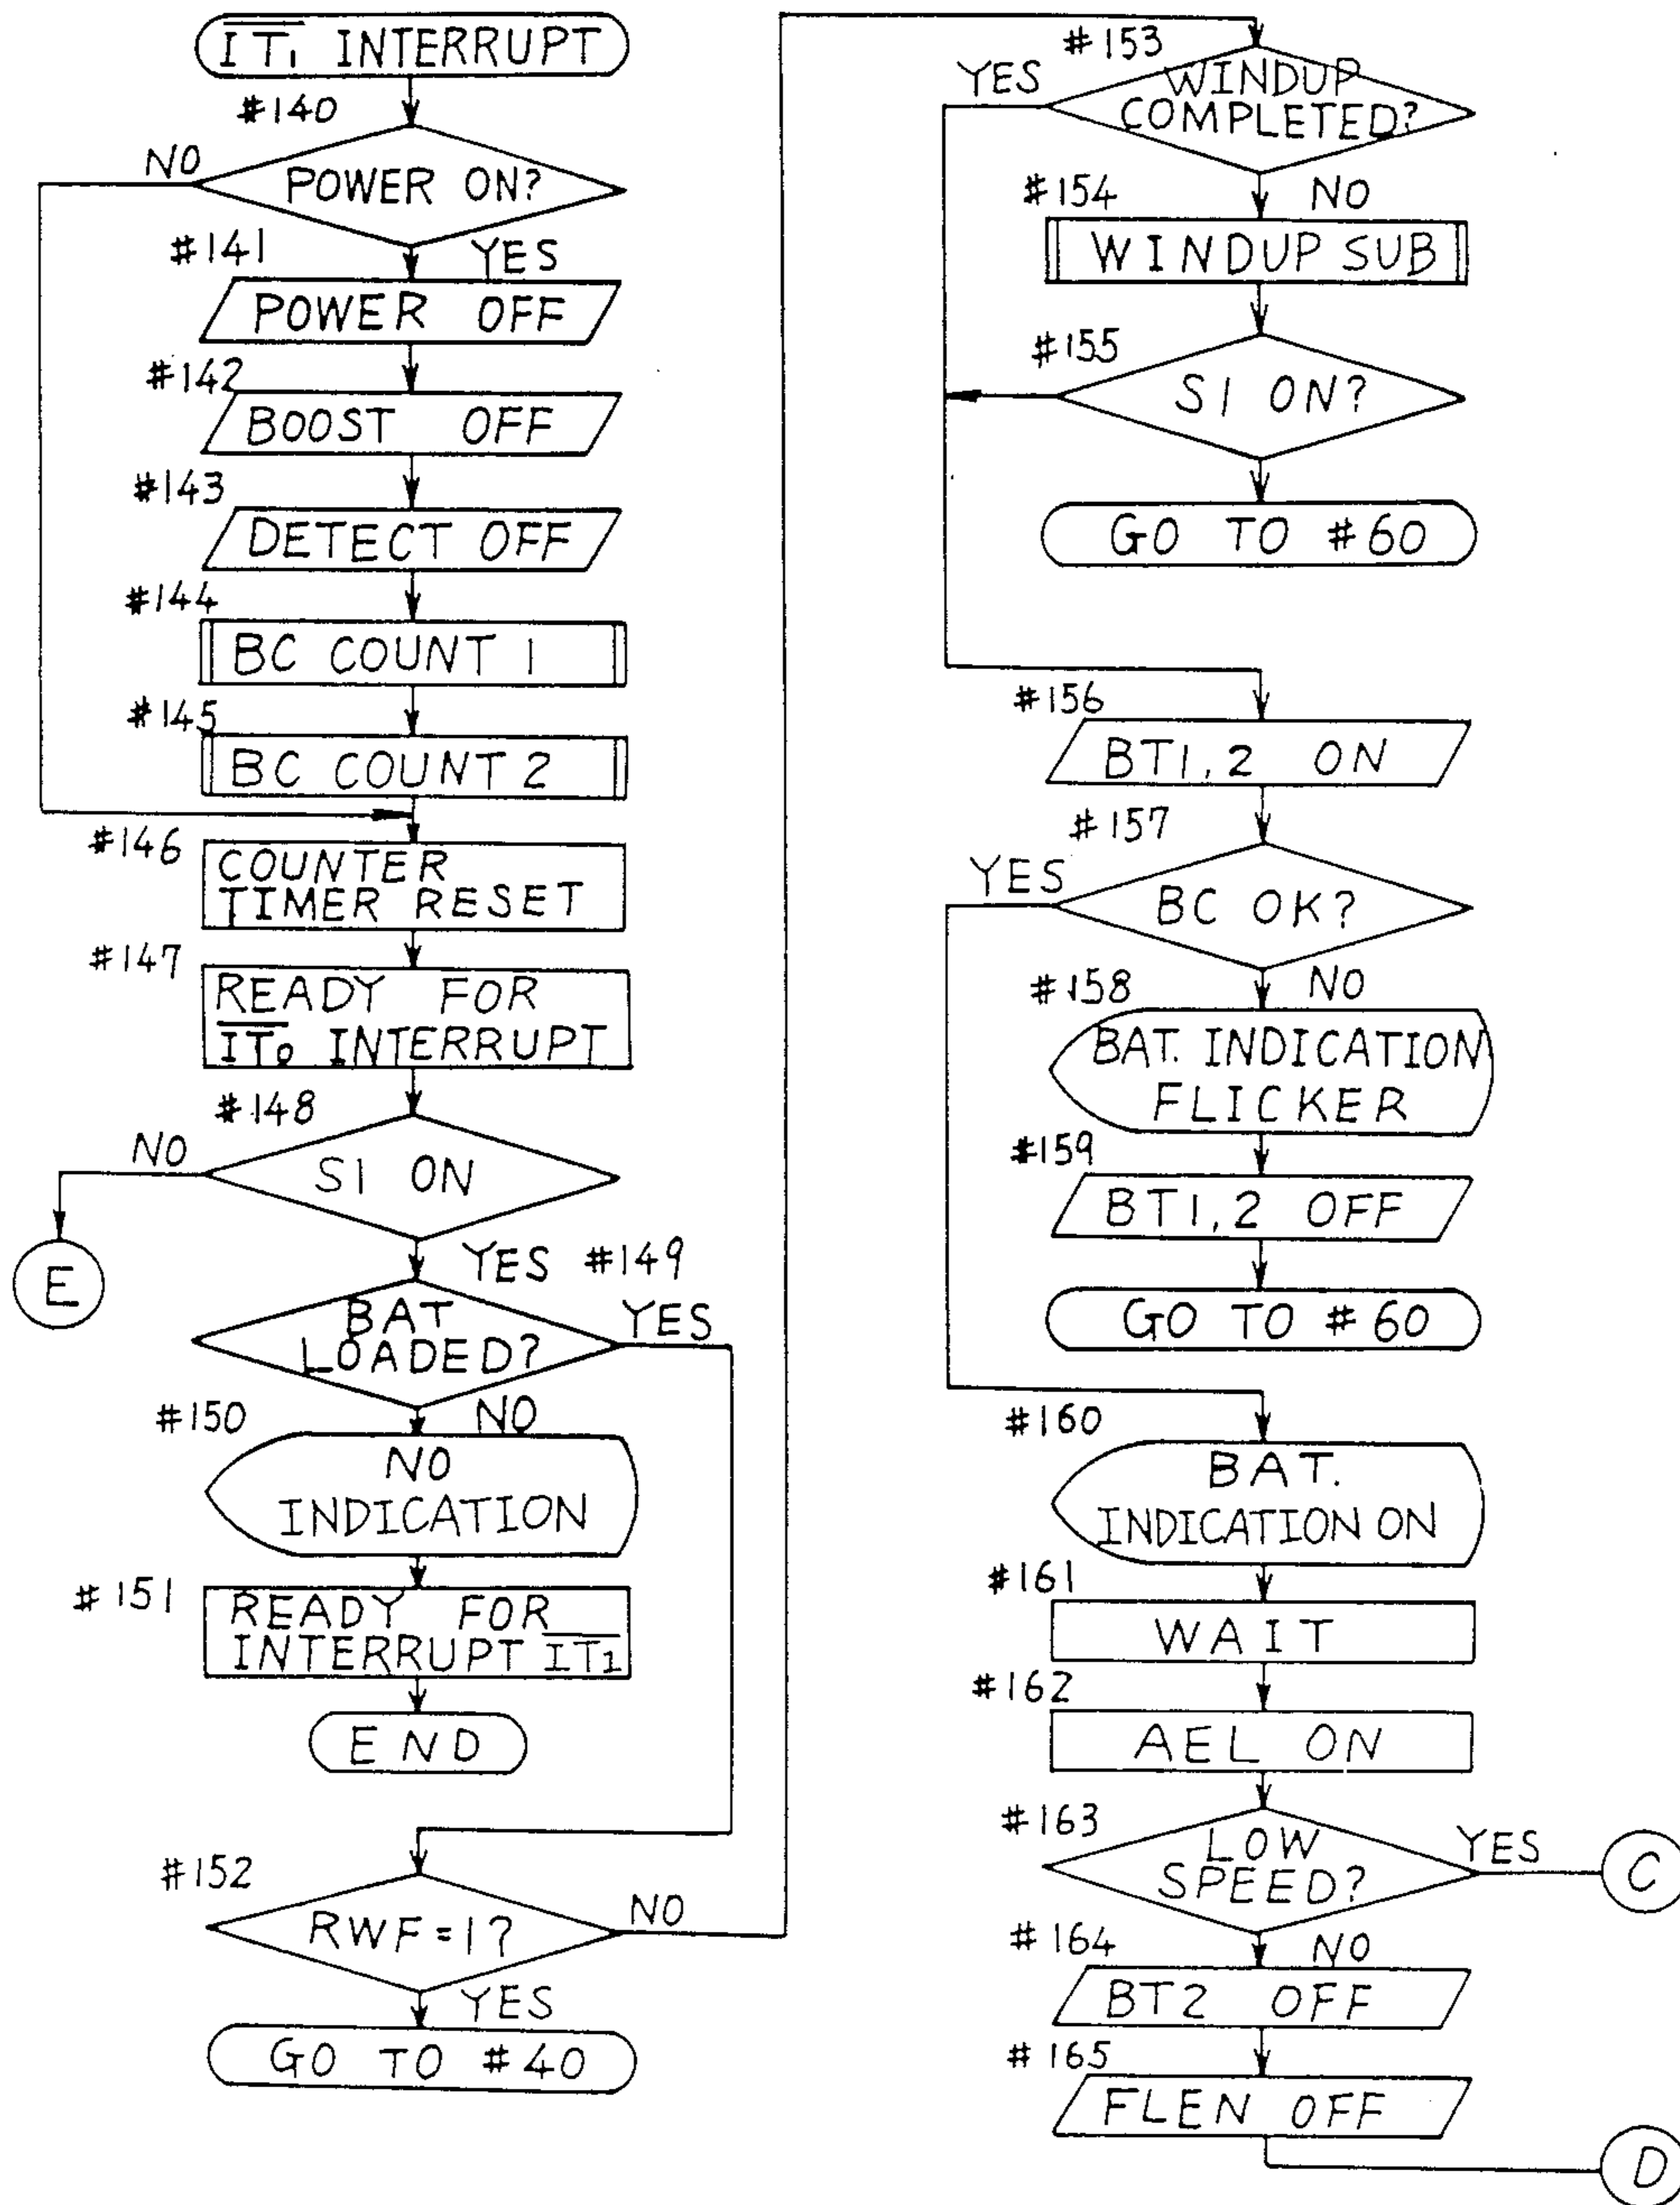 IT1 INTERRUPT
#140
NO
POWER ON?
#141
YES
POWER OFF
#142
BOOST OFF
#143
DETECT OFF
#144
BC COUNT 1
#145
BC COUNT 2
#146
COUNTER
TIMER RESET
#147
READY FOR
IT0 INTERRUPT
#148
NO
S1 ON
E
YES
#149
BAT
LOADED?
YES
#150
NO
NO
INDICATION
#151
READY FOR
INTERRUPT IT1
END
#152
RWF=1?
NO
YES
GO TO #40
#153
YES
WINDUP
COMPLETED?
#154
NO
WINDUP SUB
#155
S1 ON?
GO TO #60
#156
BT1,2 ON
#157
YES
BC OK?
#158
NO
BAT. INDICATION
FLICKER
#159
BT1,2 OFF
GO TO #60
#160
BAT.
INDICATION ON
#161
WAIT
#162
AEL ON
#163
LOW
SPEED?
YES
C
#164
NO
BT2 OFF
#165
FLEN OFF
D